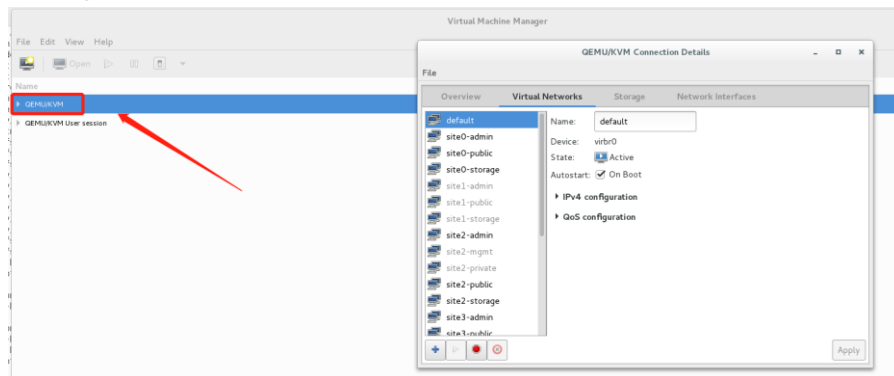 Virtual Machine Manager
File Edit View Help
Open
Name
QEMU/KVM
QEMU/KVM User session
QEMU/KVM Connection Details
File
Overview Virtual Networks Storage Network Interfaces
default
site0-admin
site0-public
site0-storage
site1-admin
site1-public
site1-storage
site2-admin
site2-mgmt
site2-private
site2-public
site2-storage
site3-admin
site3-public
Name: default
Device: virbr0
State: Active
Autostart: On Boot
IPv4 configuration
QoS configuration
Apply